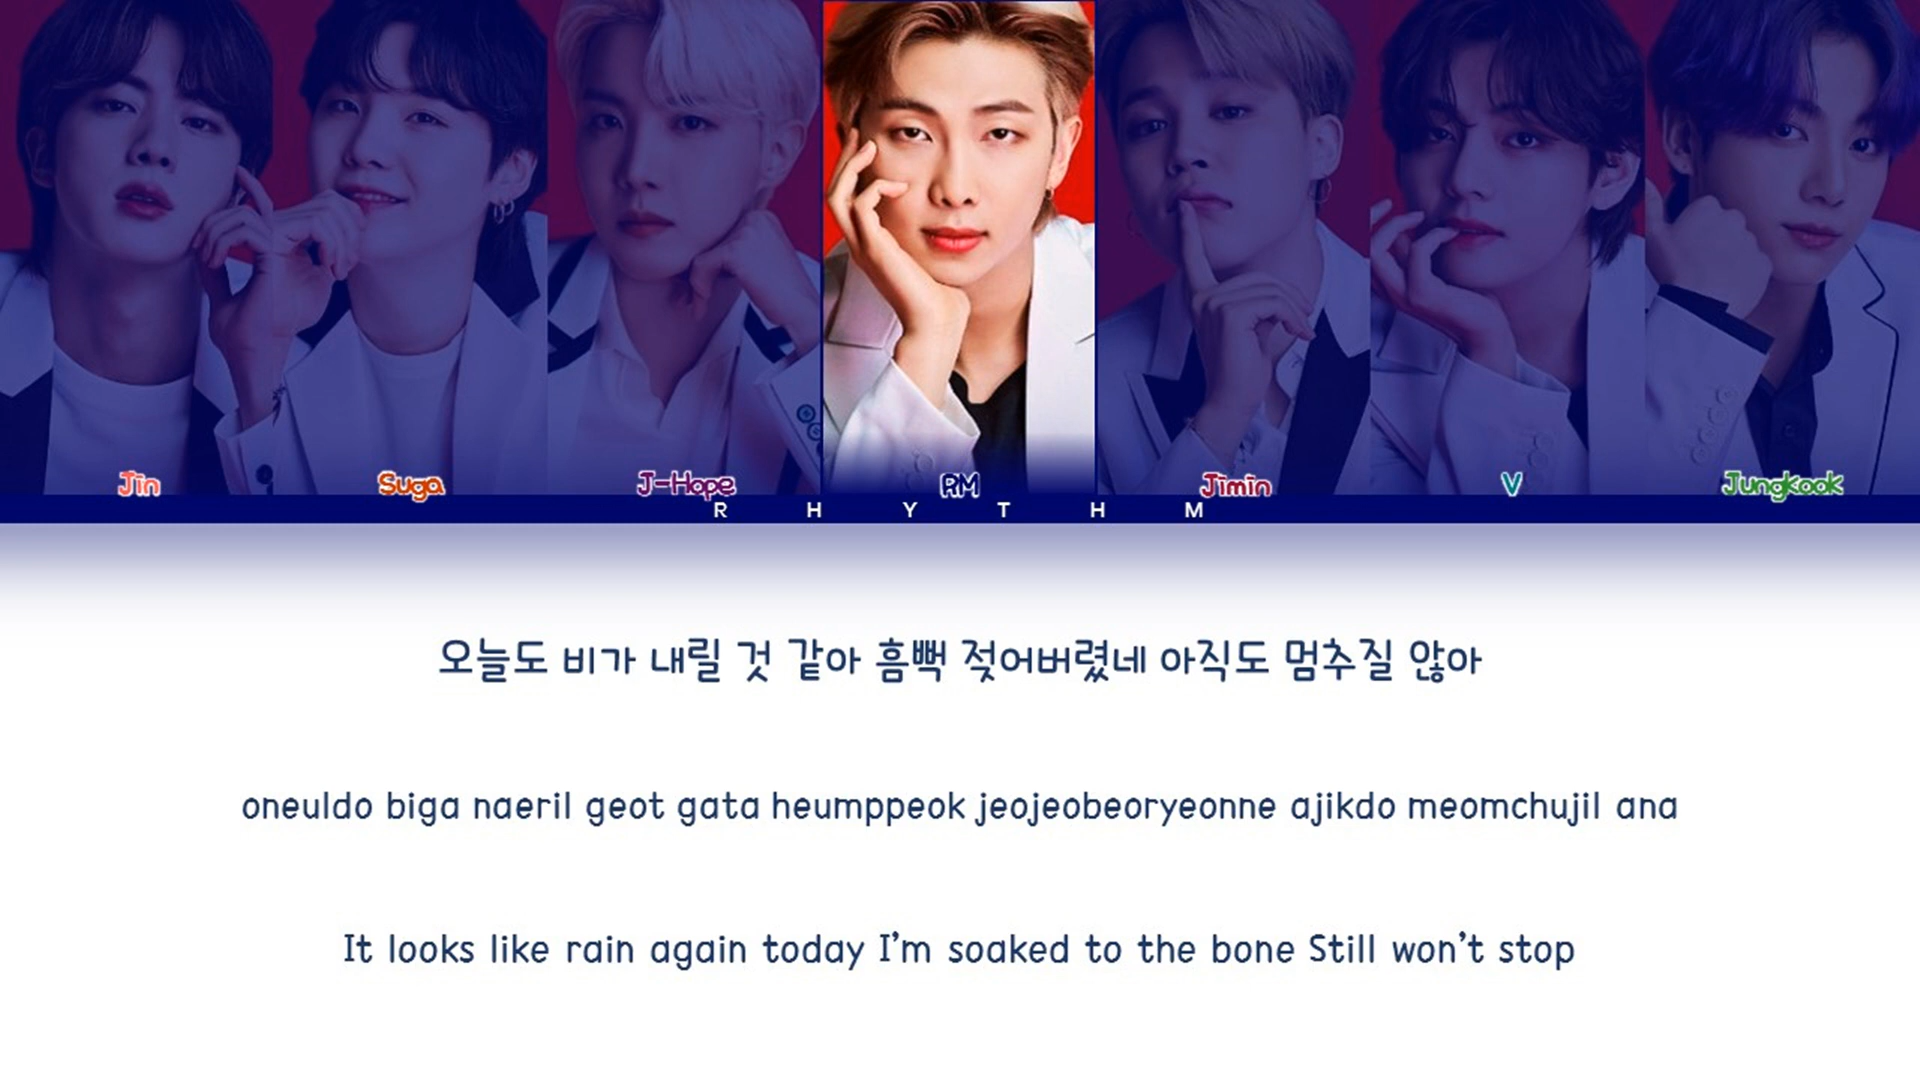 Jin Suga J-Hope RM Jimin V Jungkook
RHYTHM
오늘도 비가 내릴 것 같아 흠뻑 젖어버렸네 아직도 멈추질 않아
oneuldo biga naeril geot gata heumppeok jeojeobeoryeonne ajikdo meomchujil ana
It looks like rain again today I'm soaked to the bone Still won't stop